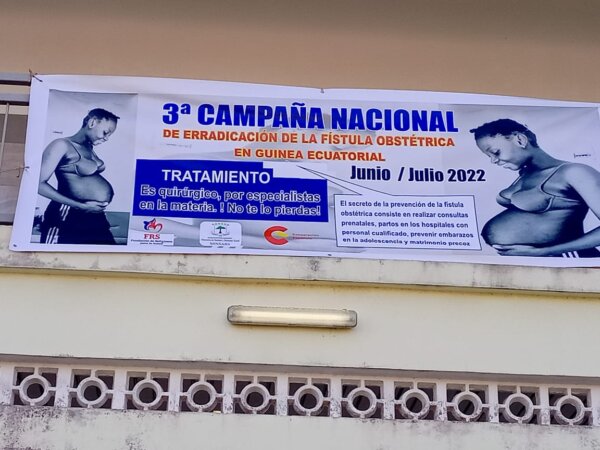 3ª CAMPAÑA NACIONAL
DE ERRADICACIÓN DE LA FÍSTULA OBSTÉTRICA
EN GUINEA ECUATORIAL
Junio / Julio 2022
TRATAMIENTO
Es quirúrgico, por especialistas
en la materia. ! No te lo pierdas!
El secreto de la prevención de la fistula
obstétrica consiste en realizar consultas
prenatales, partos en los hospitales con
personal cualificado, prevenir embarazos
en la adolescencia y matrimonio precoz
FRS